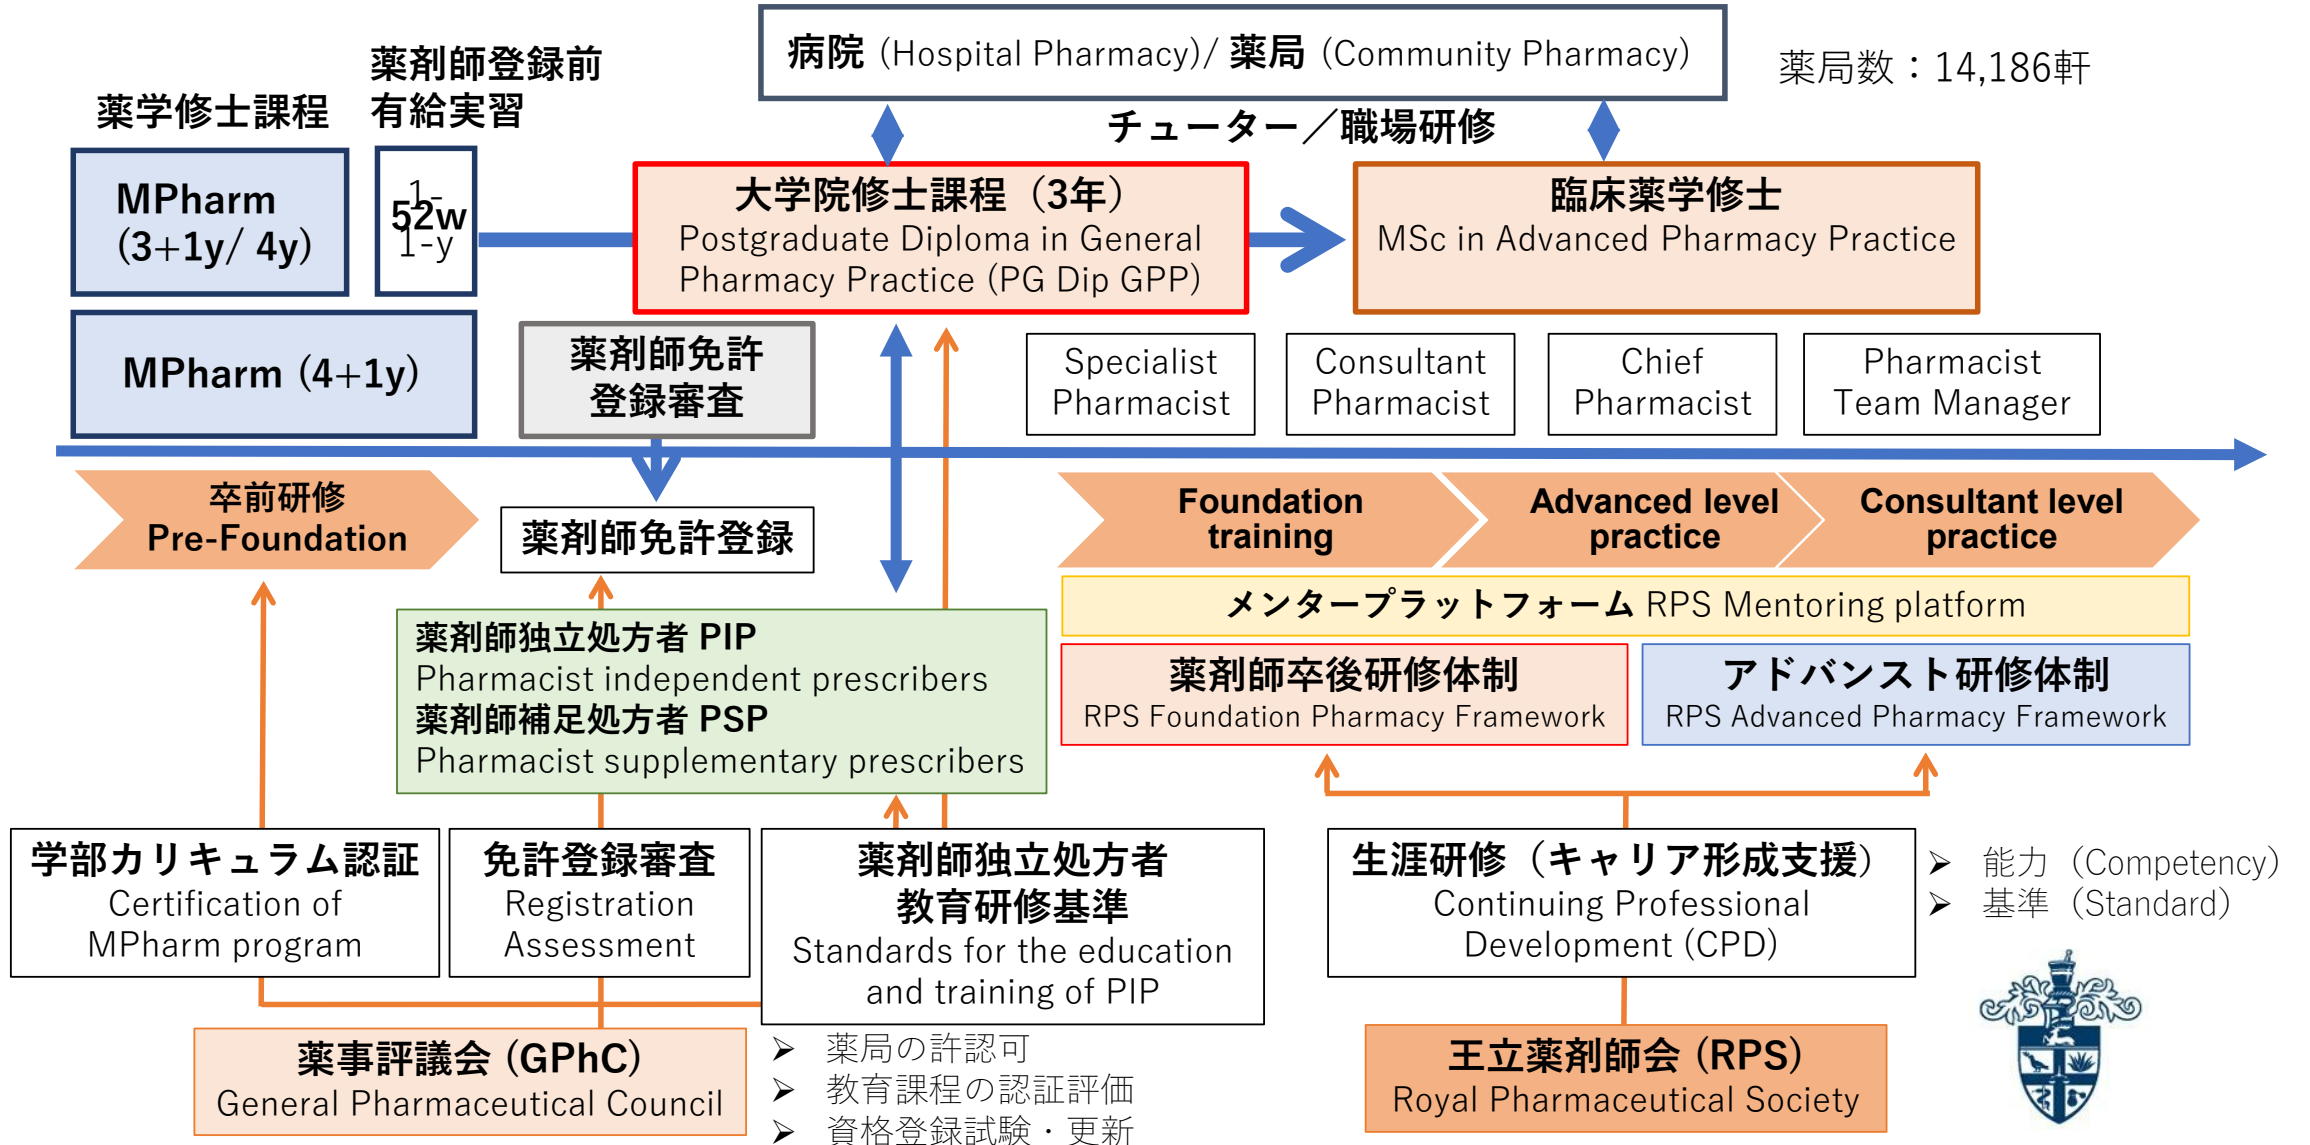 病院 (Hospital Pharmacy)/ 薬局 (Community Pharmacy)
薬局数：14,186軒
薬剤師登録前
有給実習
薬学修士課程
チューター／職場研修
MPharm
(3+1y/ 4y)
1-
52w
1-y
大学院修士課程（3年）
Postgraduate Diploma in General
Pharmacy Practice (PG Dip GPP)
臨床薬学修士
MSc in Advanced Pharmacy Practice
MPharm (4+1y)
薬剤師免許
登録審査
Specialist
Pharmacist
Consultant
Pharmacist
Chief
Pharmacist
Pharmacist
Team Manager
卒前研修
Pre-Foundation
薬剤師免許登録
Foundation
training
Advanced level
practice
Consultant level
practice
メンタープラットフォーム RPS Mentoring platform
薬剤師独立処方者 PIP
Pharmacist independent prescribers
薬剤師補足処方者 PSP
Pharmacist supplementary prescribers
薬剤師卒後研修体制
RPS Foundation Pharmacy Framework
アドバンスト研修体制
RPS Advanced Pharmacy Framework
学部カリキュラム認証
Certification of
MPharm program
免許登録審査
Registration
Assessment
薬剤師独立処方者
教育研修基準
Standards for the education
and training of PIP
生涯研修（キャリア形成支援）
Continuing Professional
Development (CPD)
➢ 能力（Competency）
➢ 基準（Standard）
薬事評議会 (GPhC)
General Pharmaceutical Council
➢ 薬局の許認可
➢ 教育課程の認証評価
➢ 資格登録試験・更新
王立薬剤師会 (RPS)
Royal Pharmaceutical Society